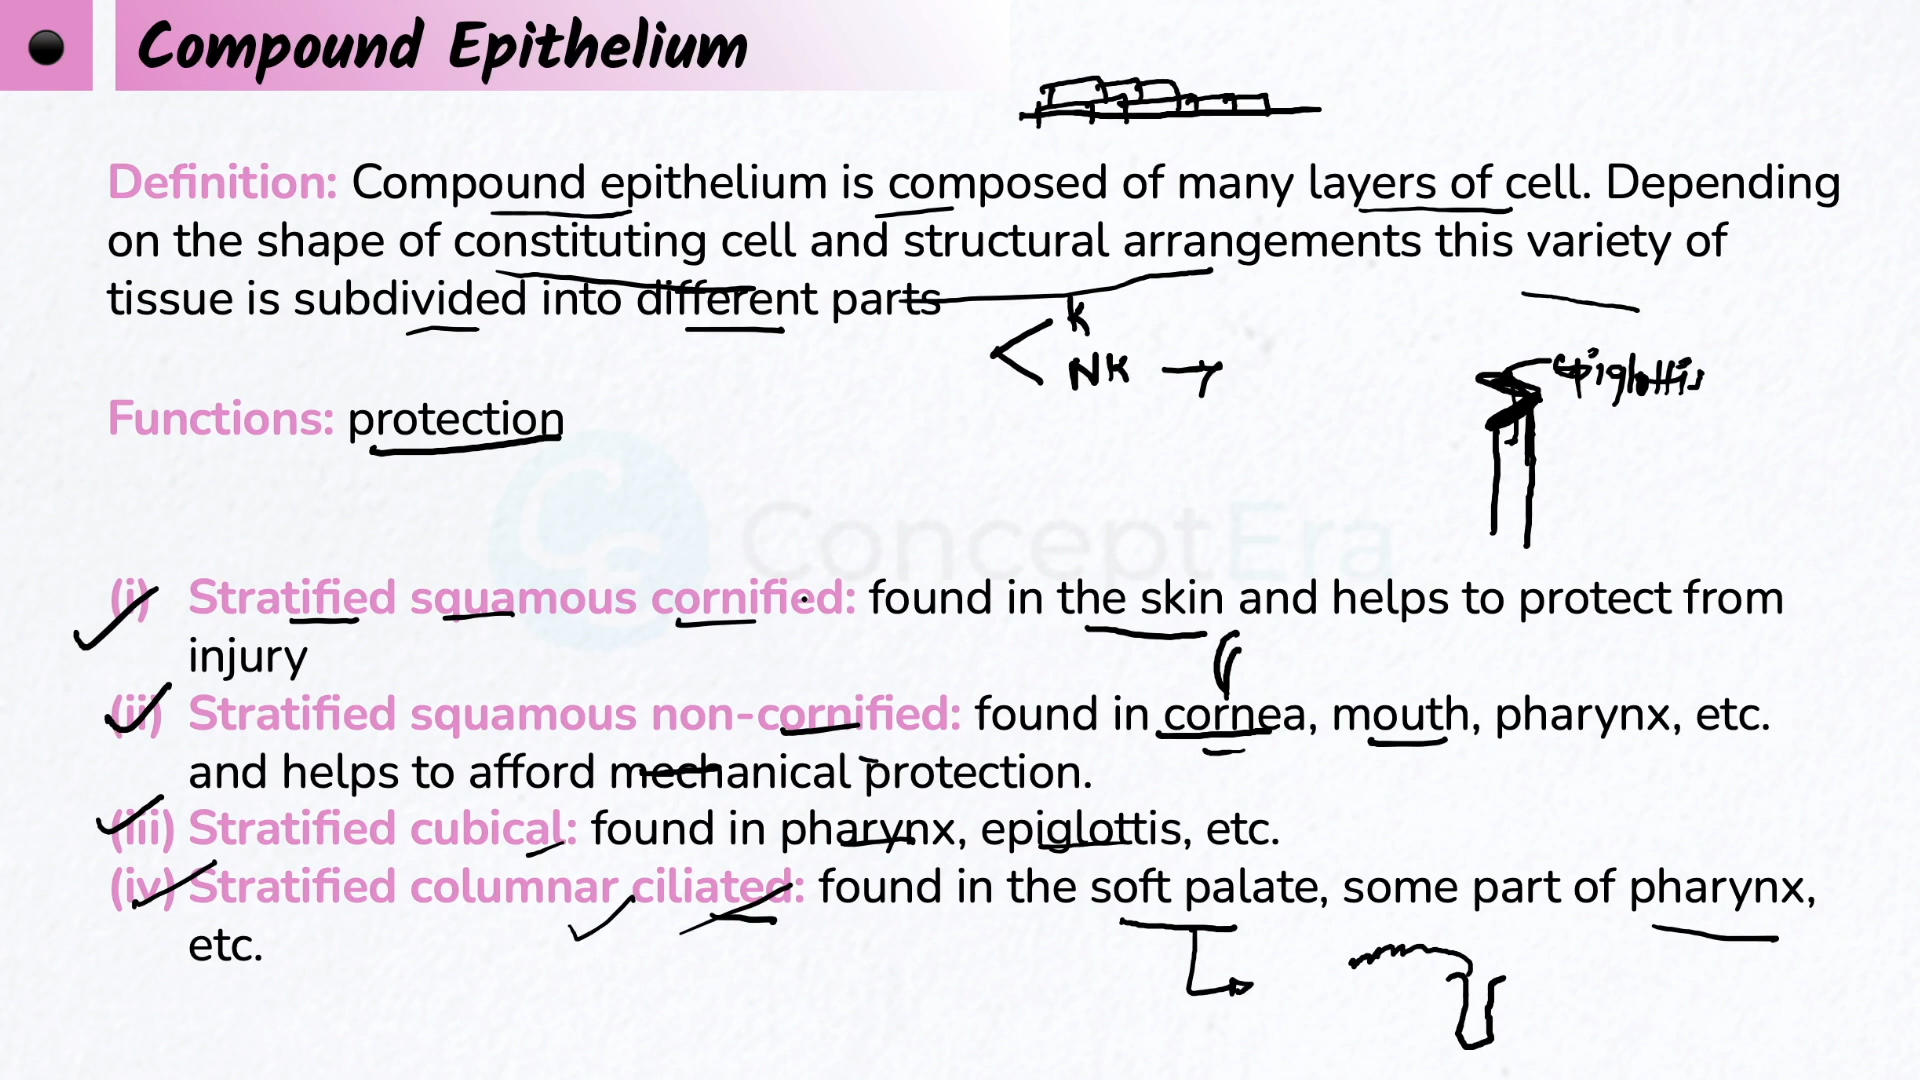 Compound Epithelium
Definition: Compound epithelium is composed of many layers of cell. Depending
on the shape of constituting cell and structural arrangements this variety of
tissue is subdivided into different parts
K
NK
epiglottis
Functions: protection
ConceptEra
(i) Stratified squamous cornified: found in the skin and helps to protect from
injury
(ii) Stratified squamous non-cornified: found in cornea, mouth, pharynx, etc.
and helps to afford mechanical protection.
(iii) Stratified cubical: found in pharynx, epiglottis, etc.
(iv) Stratified columnar ciliated: found in the soft palate, some part of pharynx,
etc.